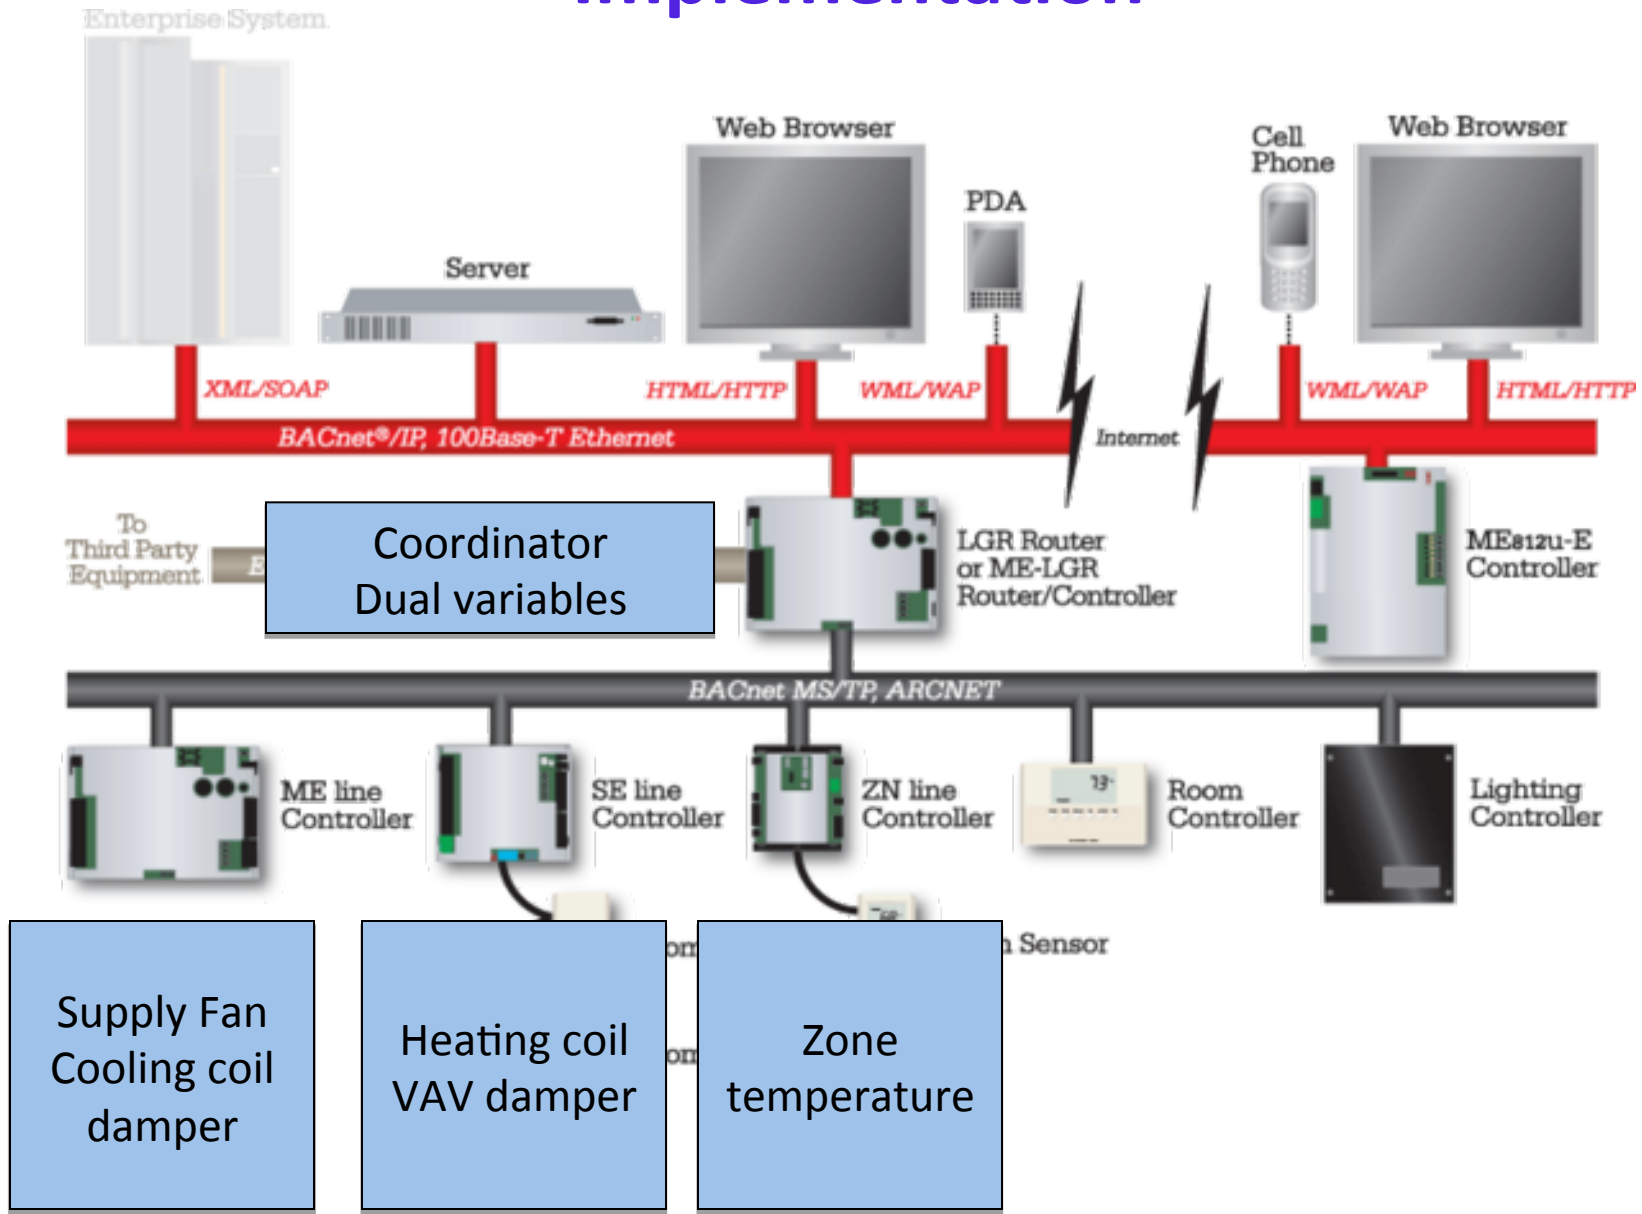 Implementation
Enterprise System
Web Browser
Cell
Phone
Web Browser
PDA
Server
XML/SOAP
HTML/HTTP
WML/WAP
WML/WAP
HTML/HTTP
BACnet®/IP, 100Base-T Ethernet
Internet
To
Third Party
Equipment
E
Coordinator
Dual variables
LGR Router
or ME-LGR
Router/Controller
ME812u-E
Controller
BACnet MS/TP, ARCNET
ME line
Controller
SE line
Controller
ZN line
Controller
73
Room
Controller
Lighting
Controller
Sensor
Supply Fan
Cooling coil
damper
Heating coil
VAV damper
Zone
temperature